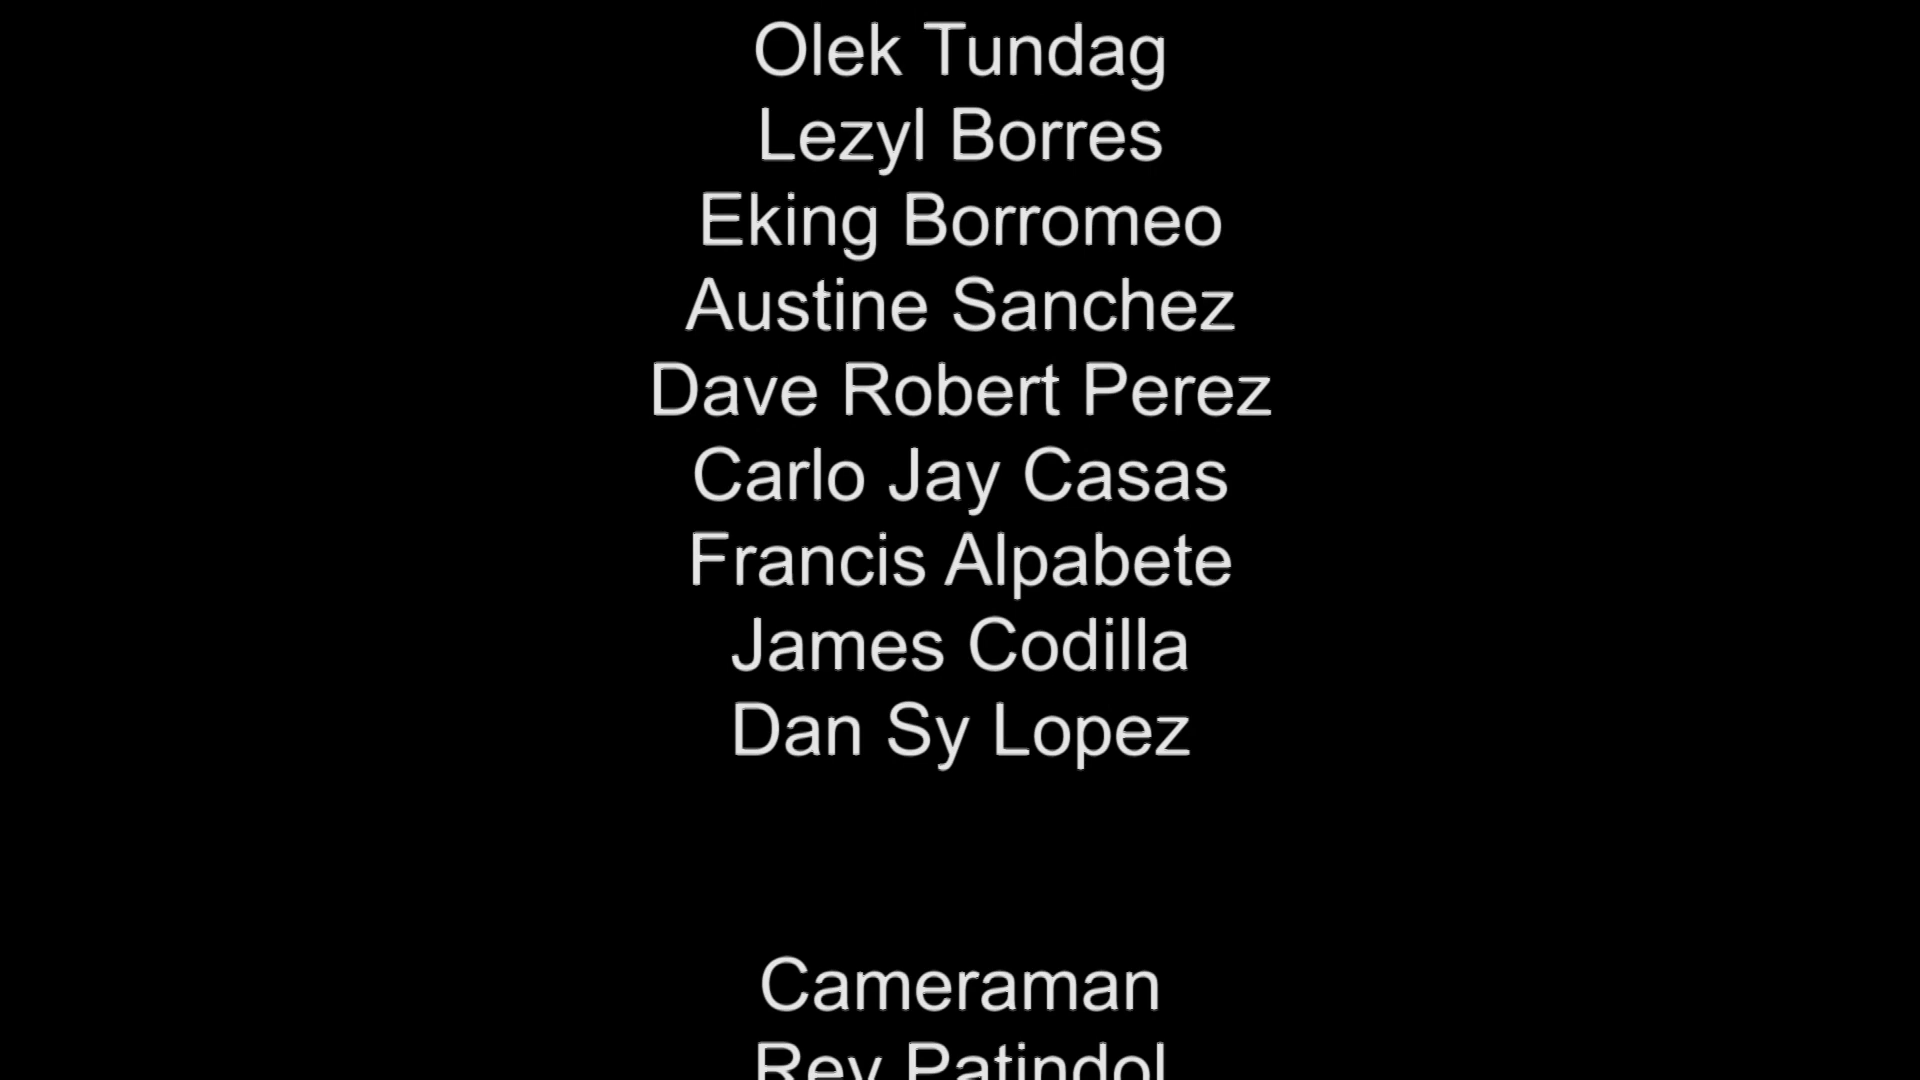 Olek Tundag
Lezyl Borres
Eking Borromeo
Austine Sanchez
Dave Robert Perez
Carlo Jay Casas
Francis Alpabete
James Codilla
Dan Sy Lopez
Cameraman
Patindol